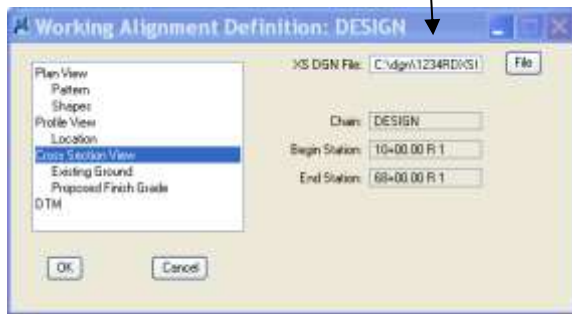 Working Alignment Definition: DESIGN
Plan View
Pattern
Shapes
Profile View
Location
Cross Section View
Existing Ground
Proposed Finish Grade
DTM
XS DGN File:
File
Chain: DESIGN
Begin Station: 10+00.00 R 1
End Station: 68+00.00 R 1
OK
Cancel